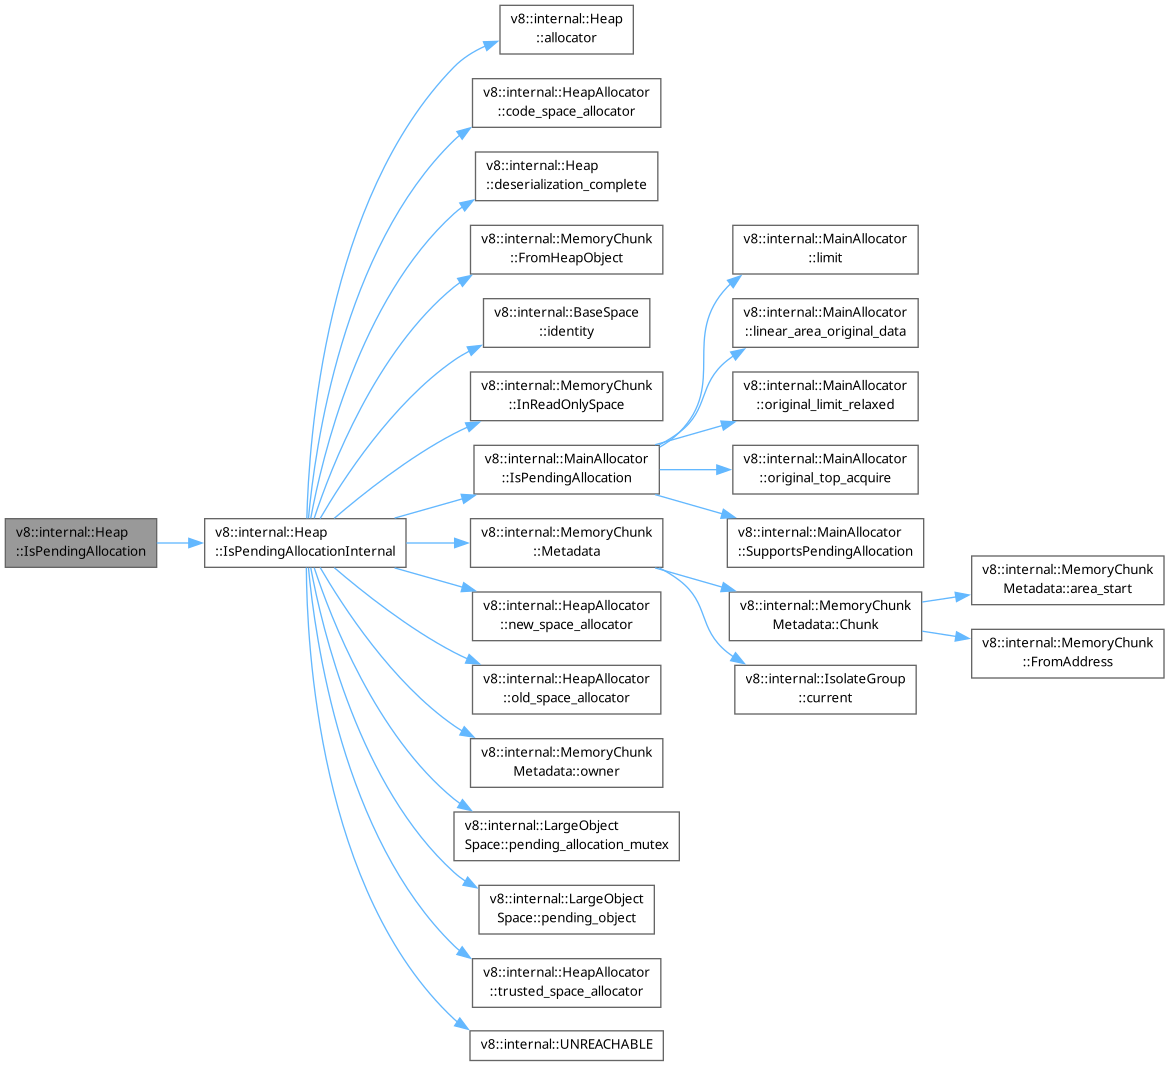 v8::internal::Heap
::IsPendingAllocation
v8::internal::Heap
::IsPendingAllocationInternal
v8::internal::Heap
::allocator
v8::internal::HeapAllocator
::code_space_allocator
v8::internal::Heap
::deserialization_complete
v8::internal::MemoryChunk
::FromHeapObject
v8::internal::BaseSpace
::identity
v8::internal::MemoryChunk
::InReadOnlySpace
v8::internal::MainAllocator
::IsPendingAllocation
v8::internal::MemoryChunk
::Metadata
v8::internal::HeapAllocator
::new_space_allocator
v8::internal::HeapAllocator
::old_space_allocator
v8::internal::MemoryChunk
Metadata::owner
v8::internal::LargeObject
Space::pending_allocation_mutex
v8::internal::LargeObject
Space::pending_object
v8::internal::HeapAllocator
::trusted_space_allocator
v8::internal::UNREACHABLE
v8::internal::MainAllocator
::limit
v8::internal::MainAllocator
::linear_area_original_data
v8::internal::MainAllocator
::original_limit_relaxed
v8::internal::MainAllocator
::original_top_acquire
v8::internal::MainAllocator
::SupportsPendingAllocation
v8::internal::MemoryChunk
Metadata::Chunk
v8::internal::IsolateGroup
::current
v8::internal::MemoryChunk
Metadata::area_start
v8::internal::MemoryChunk
::FromAddress